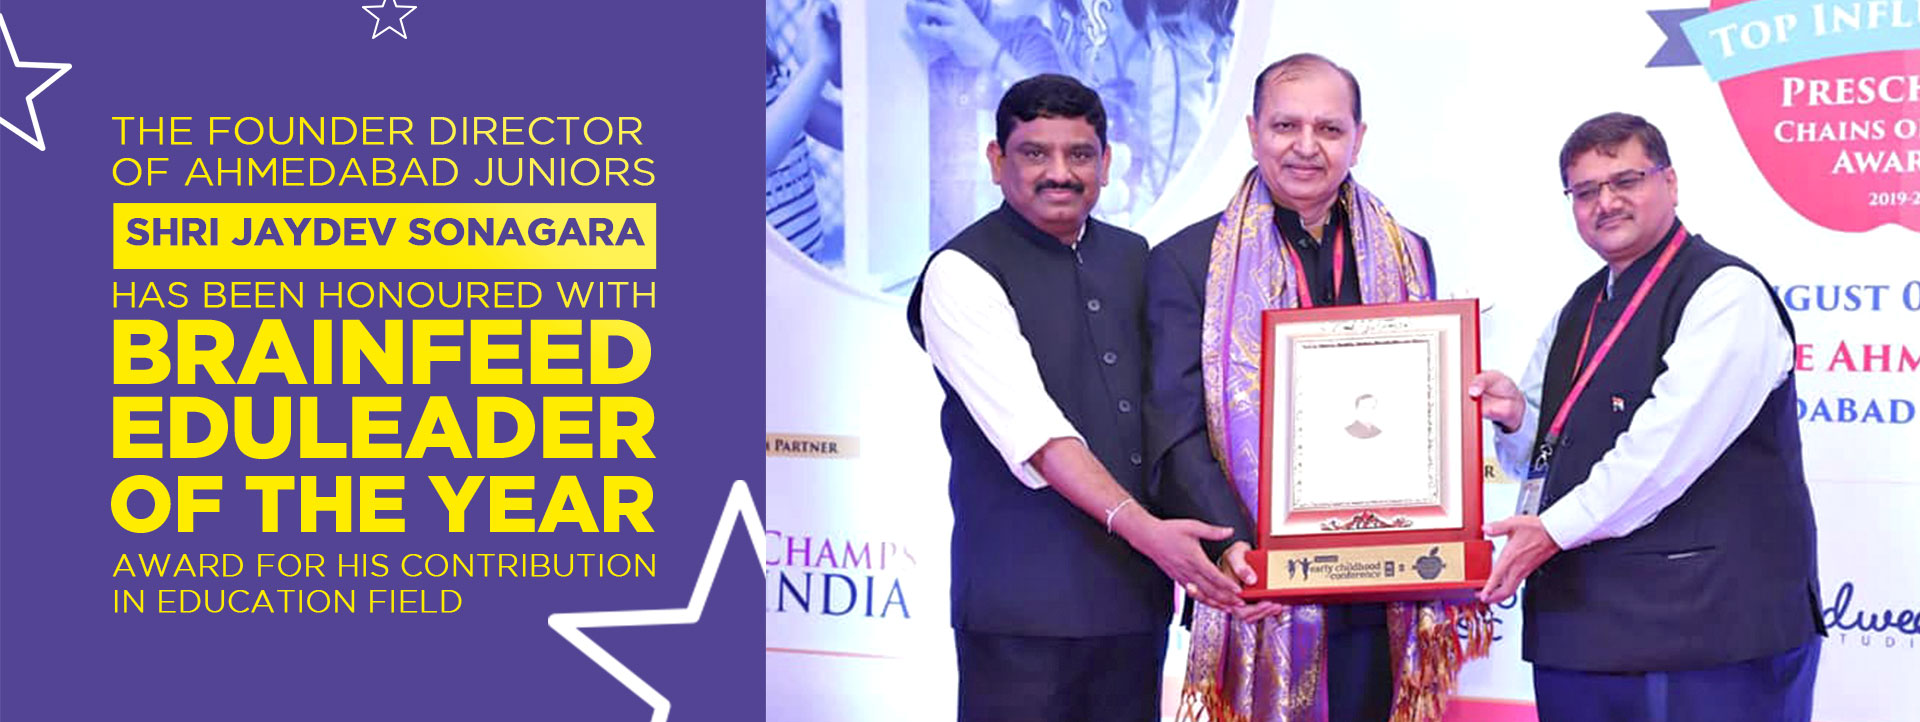 THE FOUNDER DIRECTOR
OF AHMEDABAD JUNIORS
SHRI JAYDEV SONAGARA
HAS BEEN HONOURED WITH
BRAINFEED
EDULEADER
OF THE YEAR
AWARD FOR HIS CONTRIBUTION
IN EDUCATION FIELD
TOP INFL
PRESCH
CHAINS O
AWAR
2019-2
GUST 0
E AHM
DABAD
PARTNER
CHAMPS
INDIA
early childhood
conference